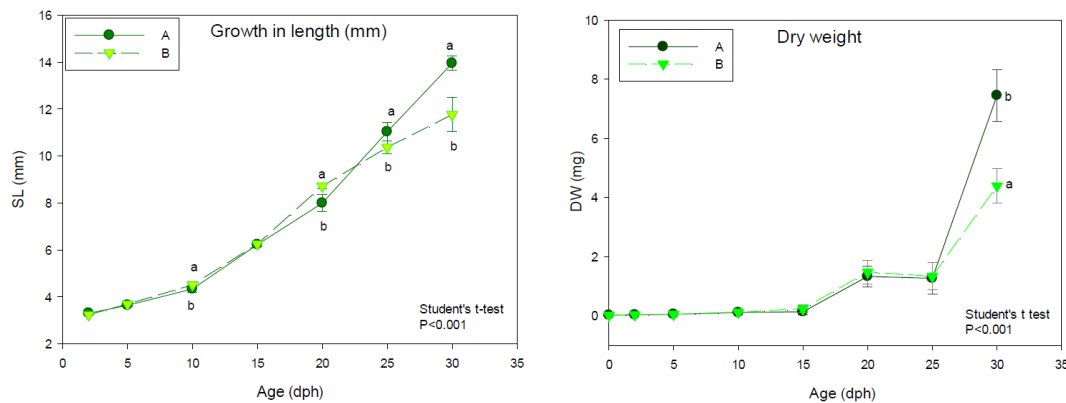 Growth in length (mm)
A
B
16
14
12
10
8
6
4
2
SL (mm)
a
b
a
b
a
b
a
b
Student's t-test
P<0.001
0 5 10 15 20 25 30 35
Age (dph)
Dry weight
A
B
10
8
6
4
2
0
DW (mg)
b
a
Student's t test
P<0.001
0 5 10 15 20 25 30 35
Age (dph)